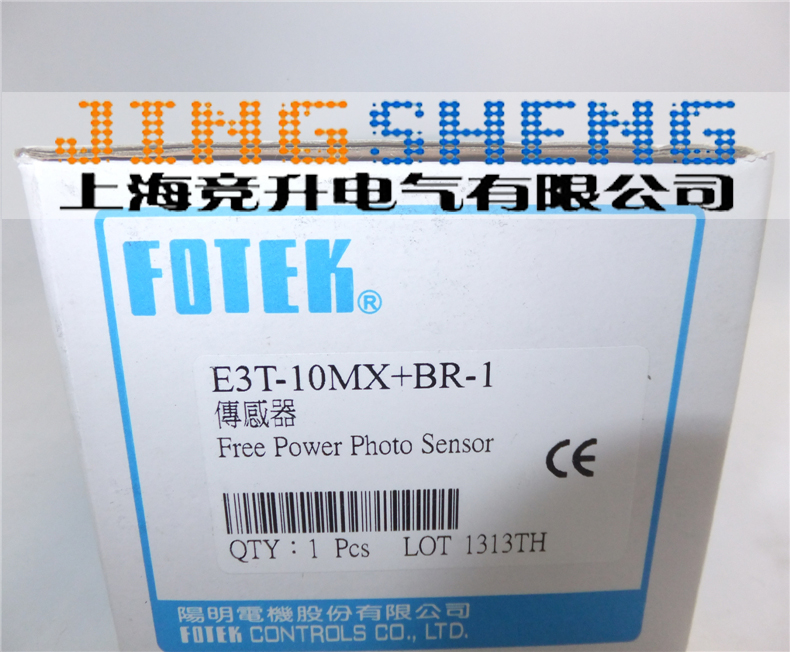 JINGSHENG
上海竞升电气有限公司
FOTEK®
E3T-10MX+BR-1
傳感器
Free Power Photo Sensor
CE
QTY：1 Pcs LOT 1313TH
陽明電機股份有限公司
FOTEK CONTROLS CO., LTD.